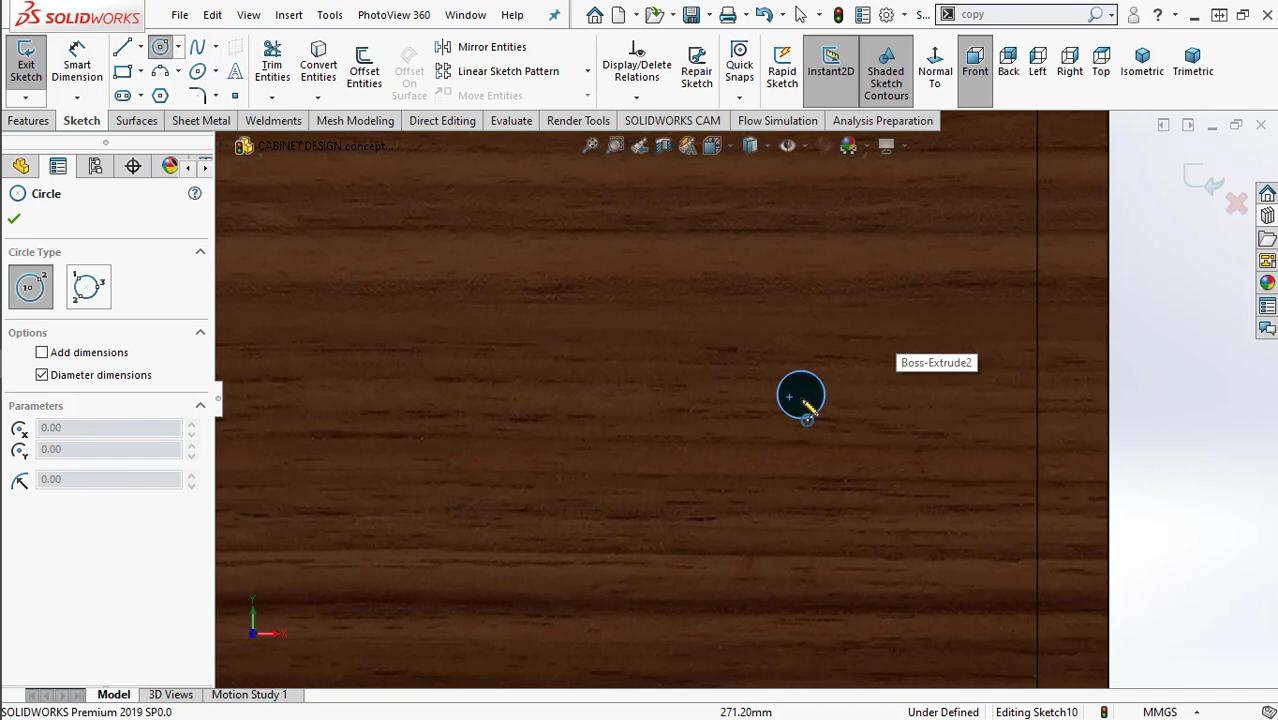 SOLIDWORKS File Edit View Insert Tools PhotoView 360 Window Help S... copy ?
Exit Sketch Smart Dimension Trim Entities Convert Entities Offset Entities Offset On Surface Mirror Entities Linear Sketch Pattern Move Entities Display/Delete Relations Repair Sketch Quick Snaps Rapid Sketch Instant2D Shaded Sketch Contours Normal To Front Back Left Right Top Isometric Trimetric
Features Sketch Surfaces Sheet Metal Weldments Mesh Modeling Direct Editing Evaluate Render Tools SOLIDWORKS CAM Flow Simulation Analysis Preparation
CABINET DESIGN concept...
Circle
Circle Type
Options
Add dimensions
Boss-Extrude2
Diameter dimensions
Parameters
0.00
0.00
0.00
Y
X
Model 3D Views Motion Study 1
SOLIDWORKS Premium 2019 SP0.0 271.20mm Under Defined Editing Sketch10 MMGS